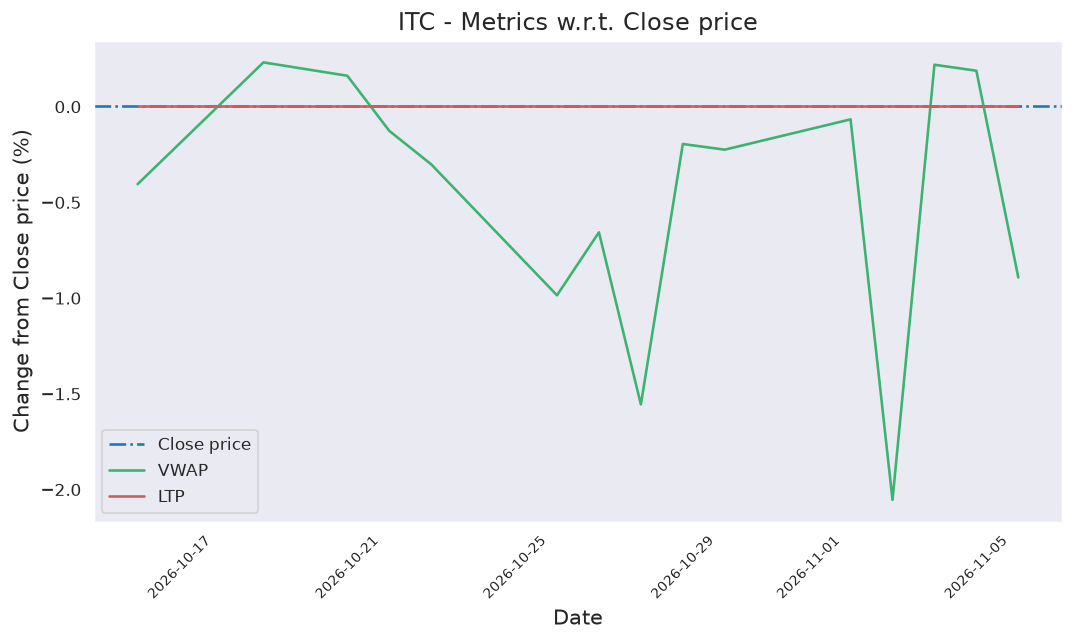 ITC - Metrics w.r.t. Close price
Change from Close price (%)
0.0
−0.5
−1.0
−1.5
−2.0
Close price
VWAP
LTP
2026-10-17
2026-10-21
2026-10-25
2026-10-29
2026-11-01
2026-11-05
Date